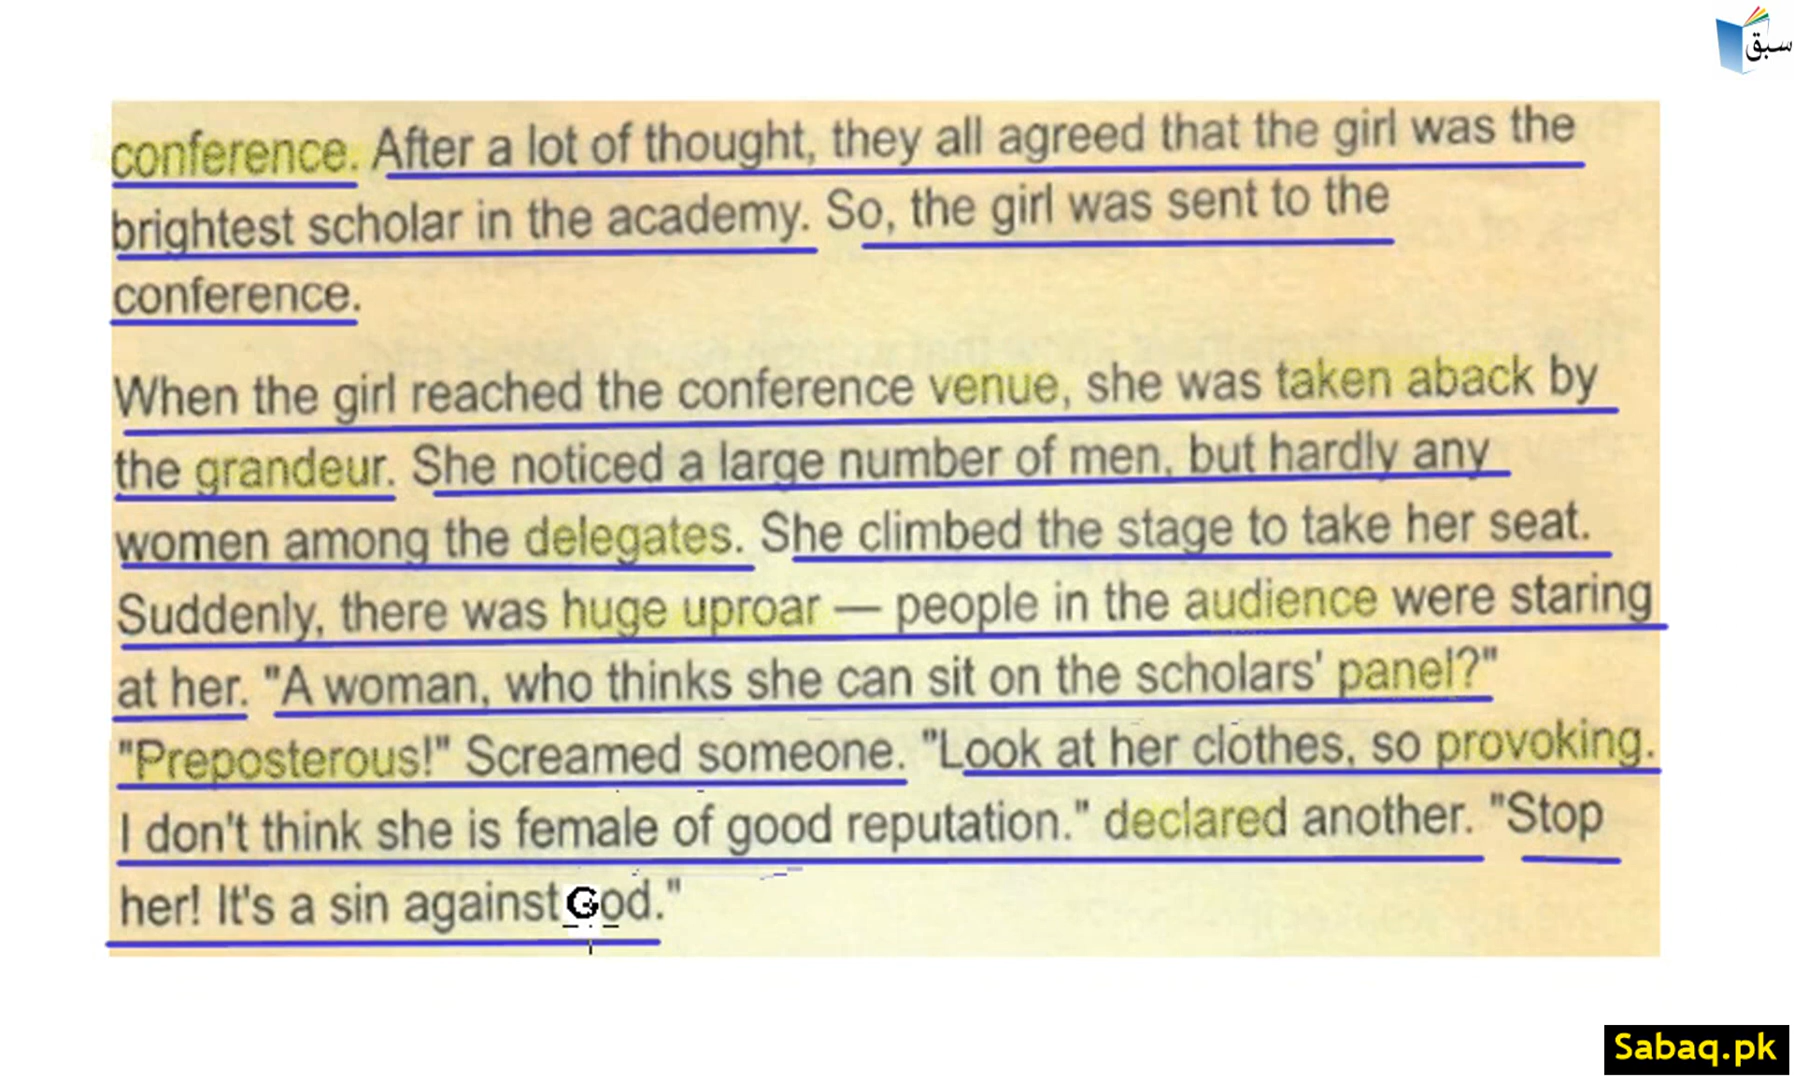 سبق
conference. After a lot of thought, they all agreed that the girl was the
brightest scholar in the academy. So, the girl was sent to the
conference.
When the girl reached the conference venue, she was taken aback by
the grandeur. She noticed a large number of men, but hardly any
women among the delegates. She climbed the stage to take her seat.
Suddenly, there was huge uproar — people in the audience were staring
at her. "A woman, who thinks she can sit on the scholars' panel?"
"Preposterous!" Screamed someone. "Look at her clothes, so provoking.
I don't think she is female of good reputation." declared another. "Stop
her! It's a sin against God."
Sabaq.pk